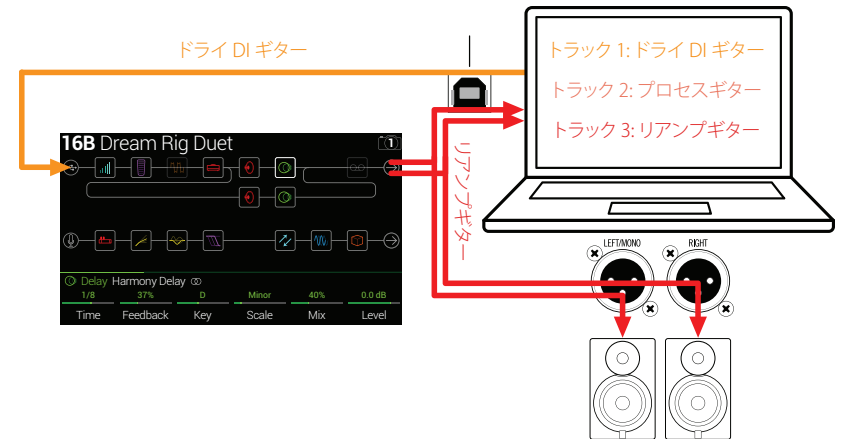 ドライ DI ギター
トラック 1: ドライ DI ギター
トラック 2: プロセスギター
トラック 3: リアンプギター
リアンプギター
16B Dream Rig Duet
1
Delay Harmony Delay
1/8 37% D Minor 40% 0.0 dB
Time Feedback Key Scale Mix Level
LEFT/MONO RIGHT